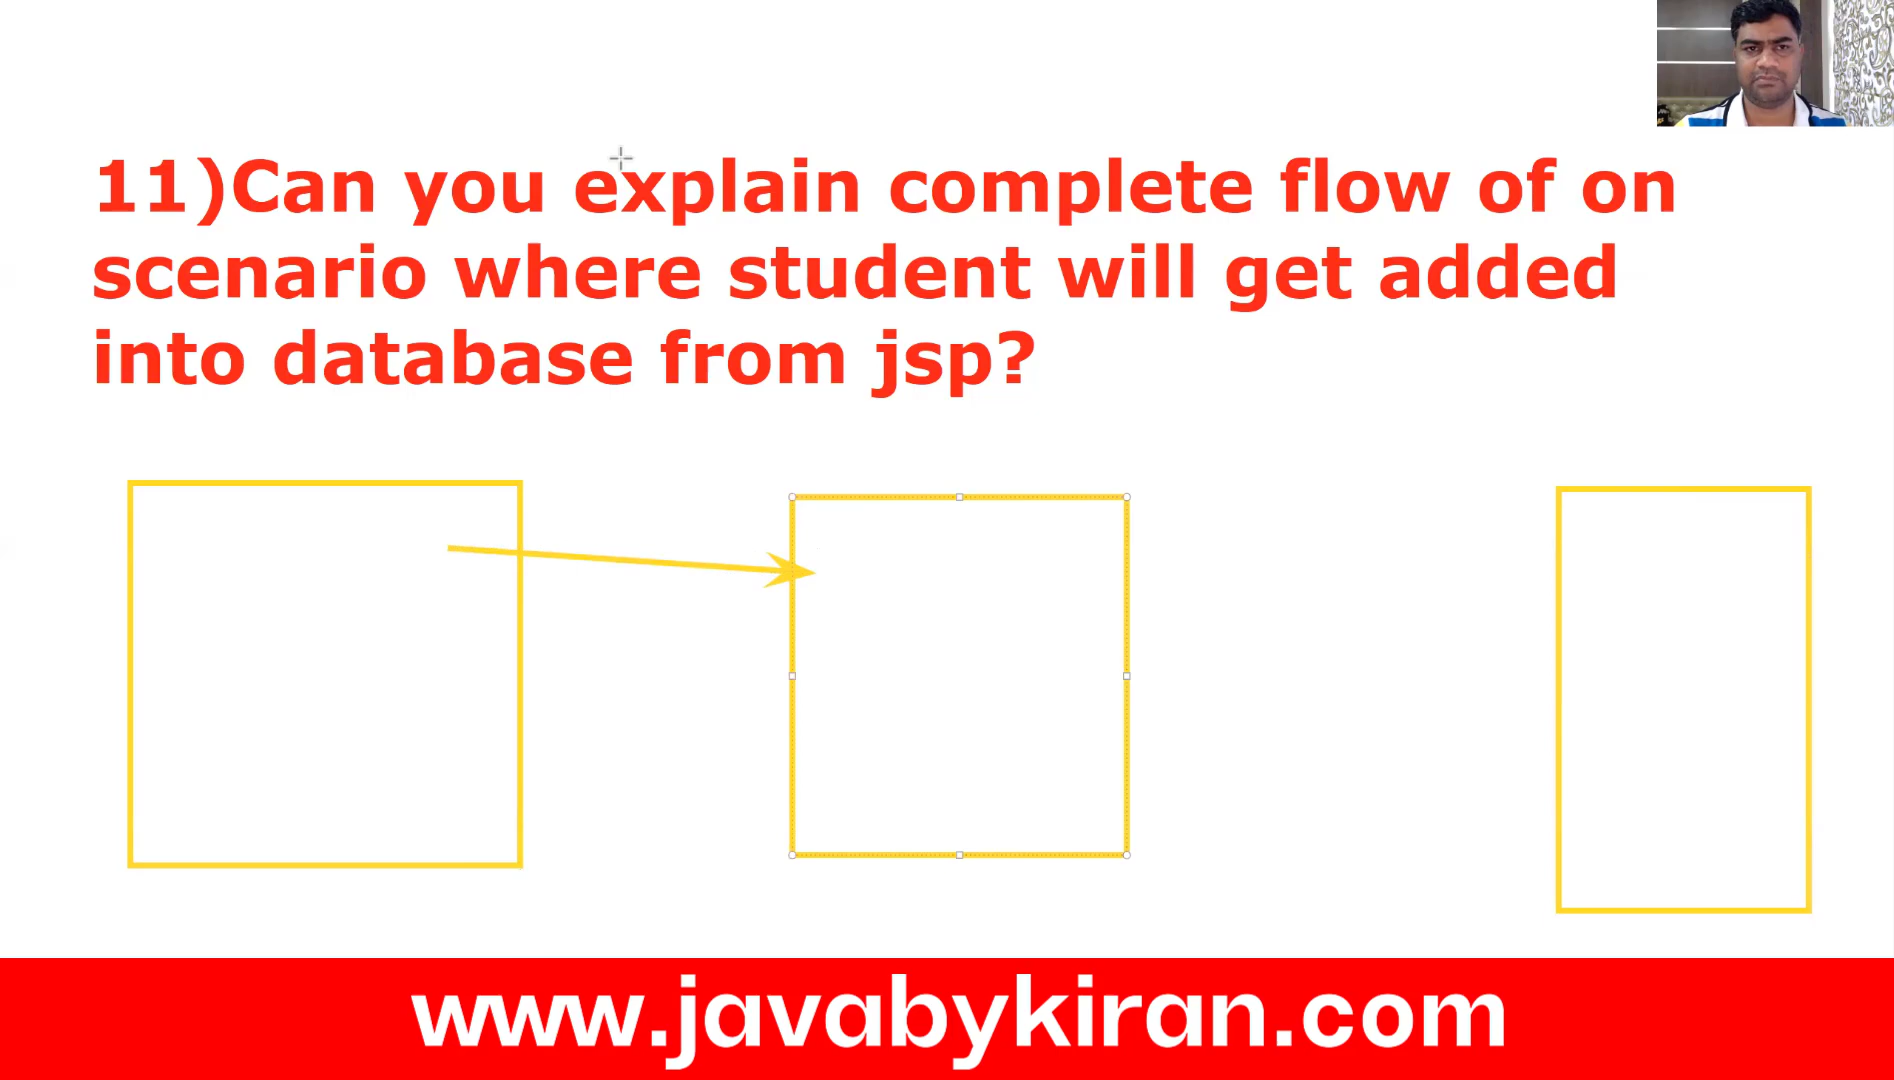 11)Can you explain complete flow of on
scenario where student will get added
into database from jsp?
www.javabykiran.com